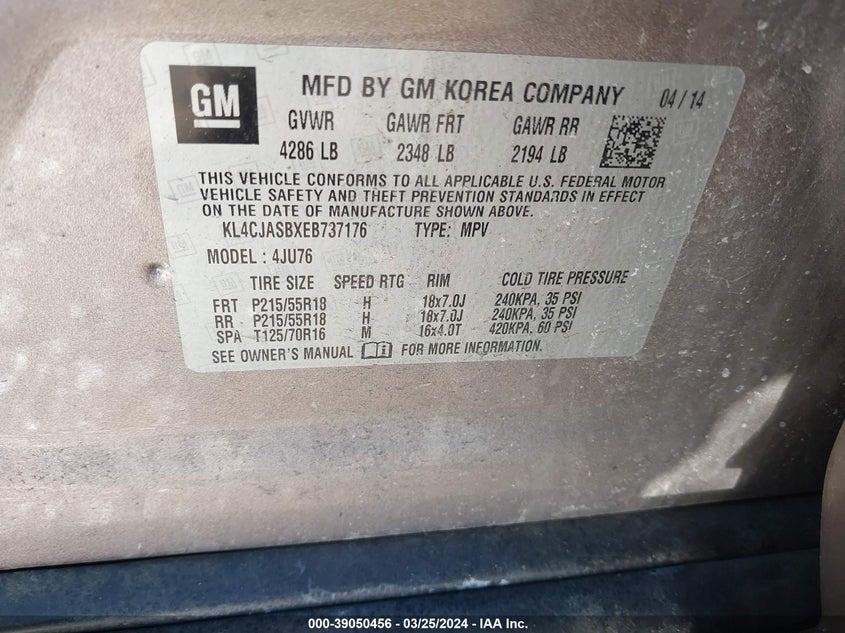 GM
MFD BY GM KOREA COMPANY 04/14
GVWR GAWR FRT GAWR RR
4286 LB 2348 LB 2194 LB
THIS VEHICLE CONFORMS TO ALL APPLICABLE U.S. FEDERAL MOTOR
VEHICLE SAFETY AND THEFT PREVENTION STANDARDS IN EFFECT
ON THE DATE OF MANUFACTURE SHOWN ABOVE.
KL4CJASBXEB737176 TYPE: MPV
MODEL: 4JU76
TIRE SIZE SPEED RTG RIM COLD TIRE PRESSURE
FRT P215/55R18 H 18x7.0J 240KPA, 35 PSI
RR P215/55R18 H 18x7.0J 240KPA, 35 PSI
SPA T125/70R16 M 16x4.0T 420KPA, 60 PSI
SEE OWNER'S MANUAL FOR MORE INFORMATION.
000-39050456 - 03/25/2024 - IAA Inc.